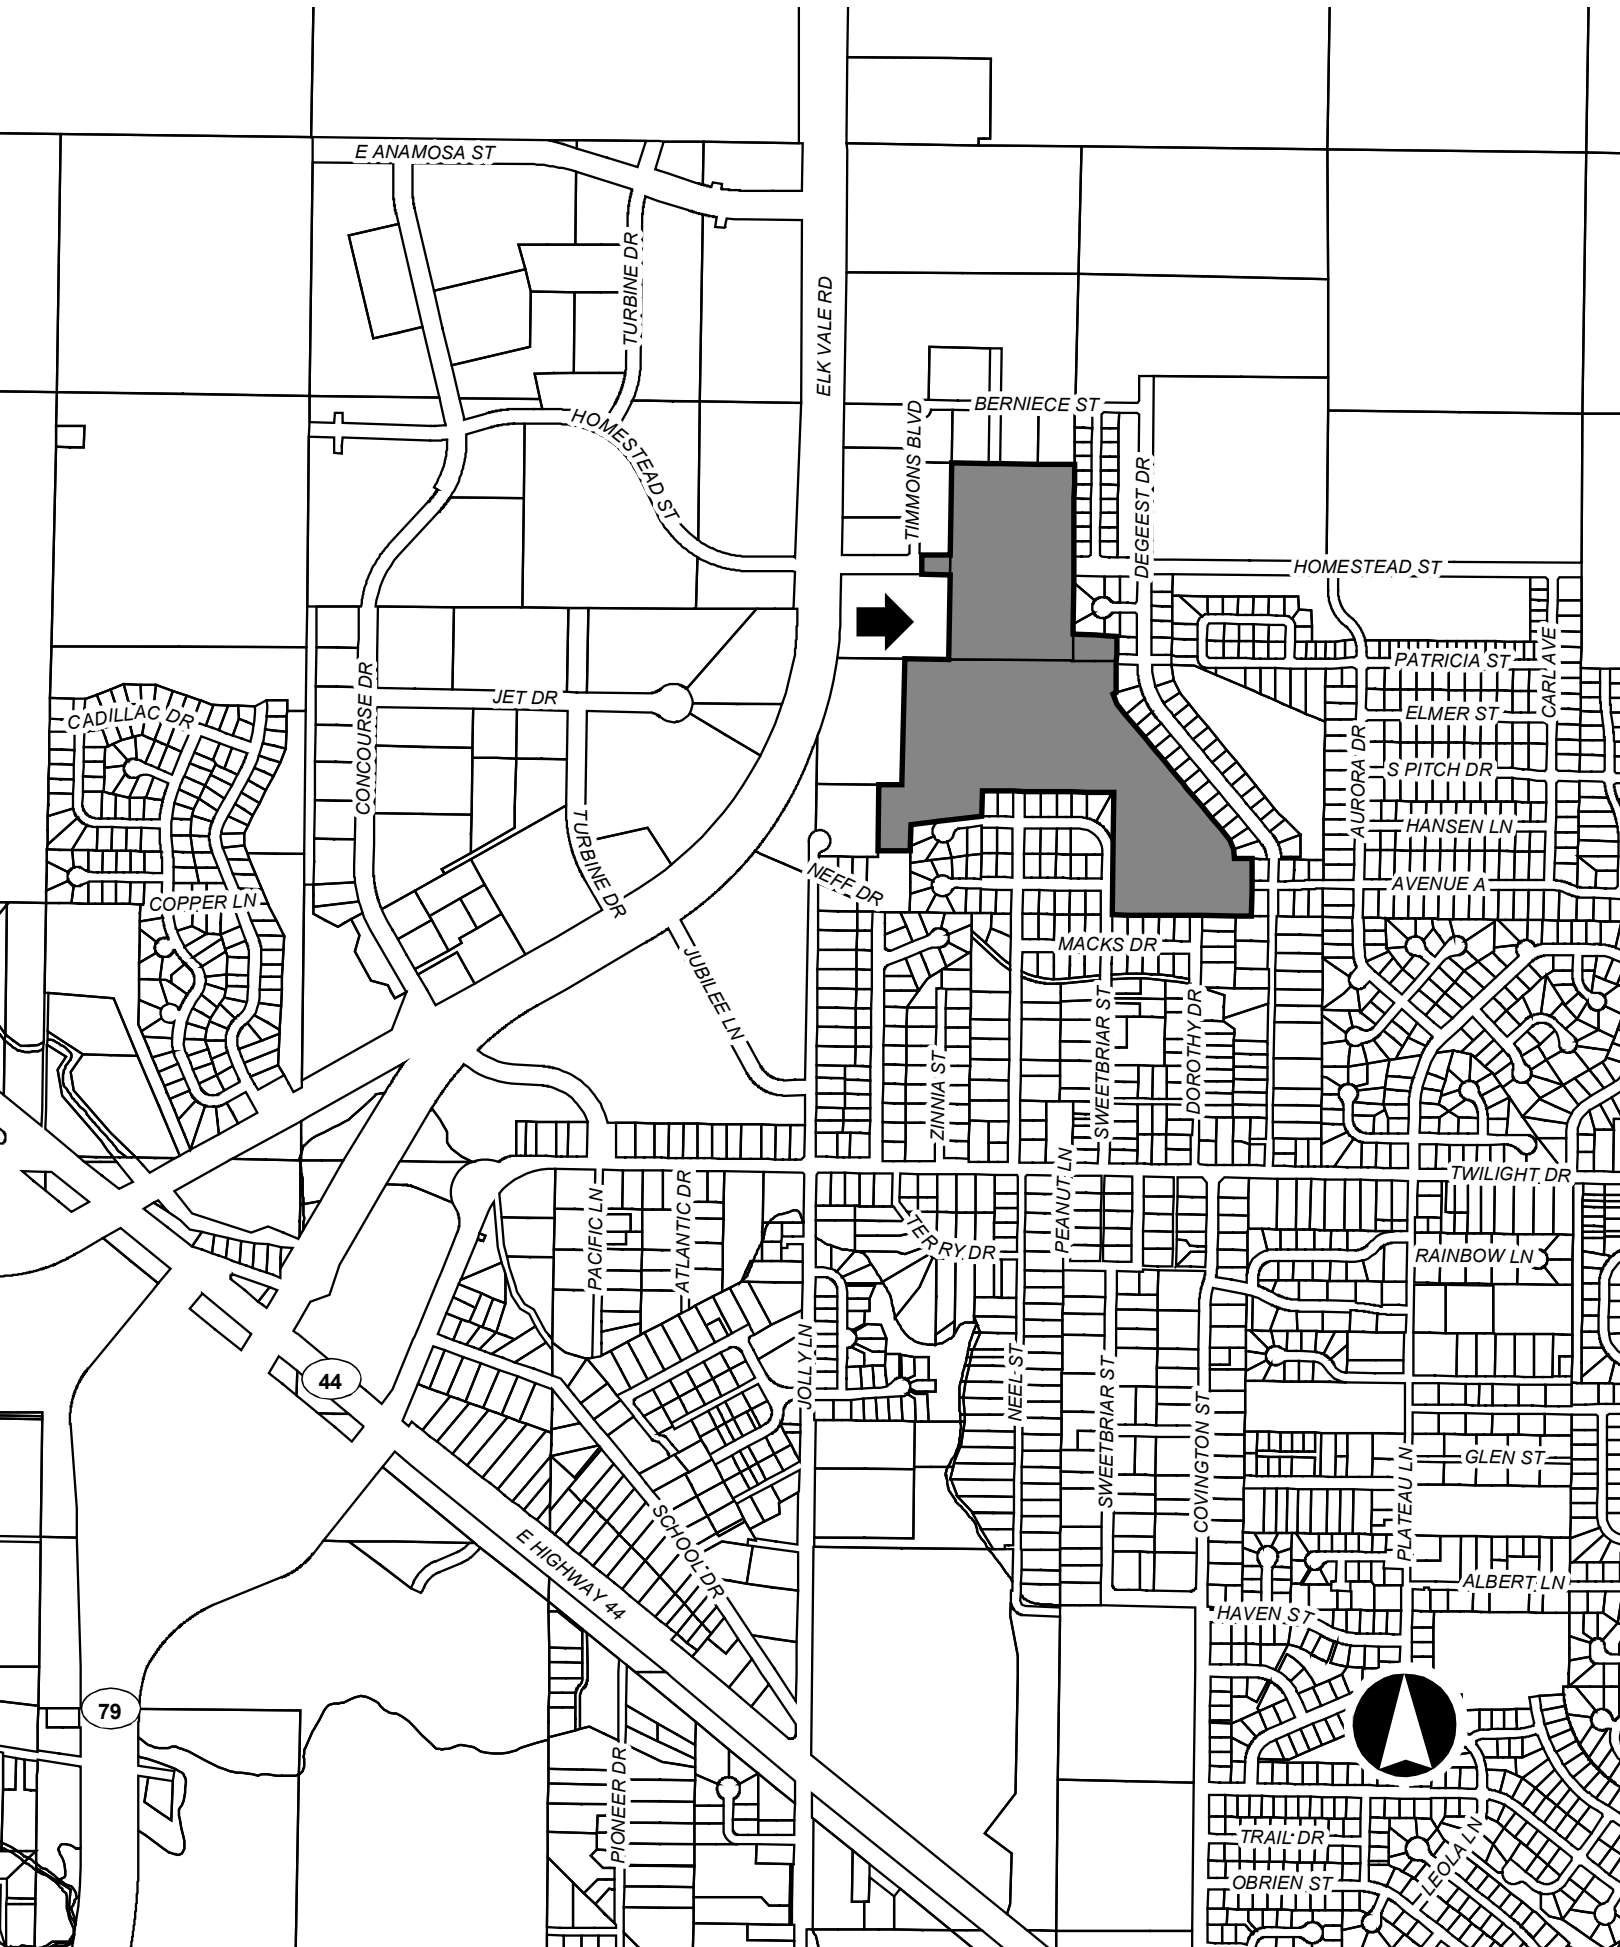 E ANAMOSA ST
TURBINE DR
ELK VALE RD
BERNIECE ST
TIMMONS BLVD
HOMESTEAD ST
DEGEEST DR
HOMESTEAD ST
CONCOURSE DR
JET DR
PATRICIA ST
CARL AVE
CADILLAC DR
ELMER ST
AURORA DR
S PITCH DR
HANSEN LN
TURBINE DR
NEFF DR
AVENUE A
COPPER LN
MACKS DR
JUBILEE LN
SWEETBRIAR ST
DOROTHY DR
ZINNIA ST
PEANUT LN
TWILIGHT DR
PACIFIC LN
ATLANTIC DR
TERRY DR
RAINBOW LN
44
JOLLY LN
NEEL ST
SWEETBRIAR ST
COVINGTON ST
PLATEAU LN
GLEN ST
SCHOOL DR
E HIGHWAY 44
ALBERT LN
HAVEN ST
79
PIONEER DR
TRAIL DR
LEOLA LN
OBRIEN ST